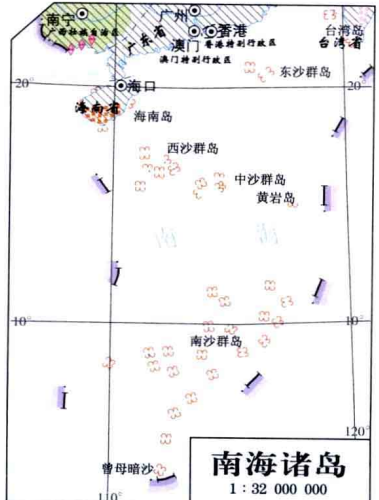 南宁
广西壮族自治区
广州
广东省
香港
香港特别行政区
澳门
澳门特别行政区
台湾岛
台湾省
20°
20°
东沙群岛
海口
海南省
海南岛
西沙群岛
中沙群岛
黄岩岛
南 海
10°
10°
南沙群岛
曾母暗沙
110°
120°
南海诸岛
1:32 000 000